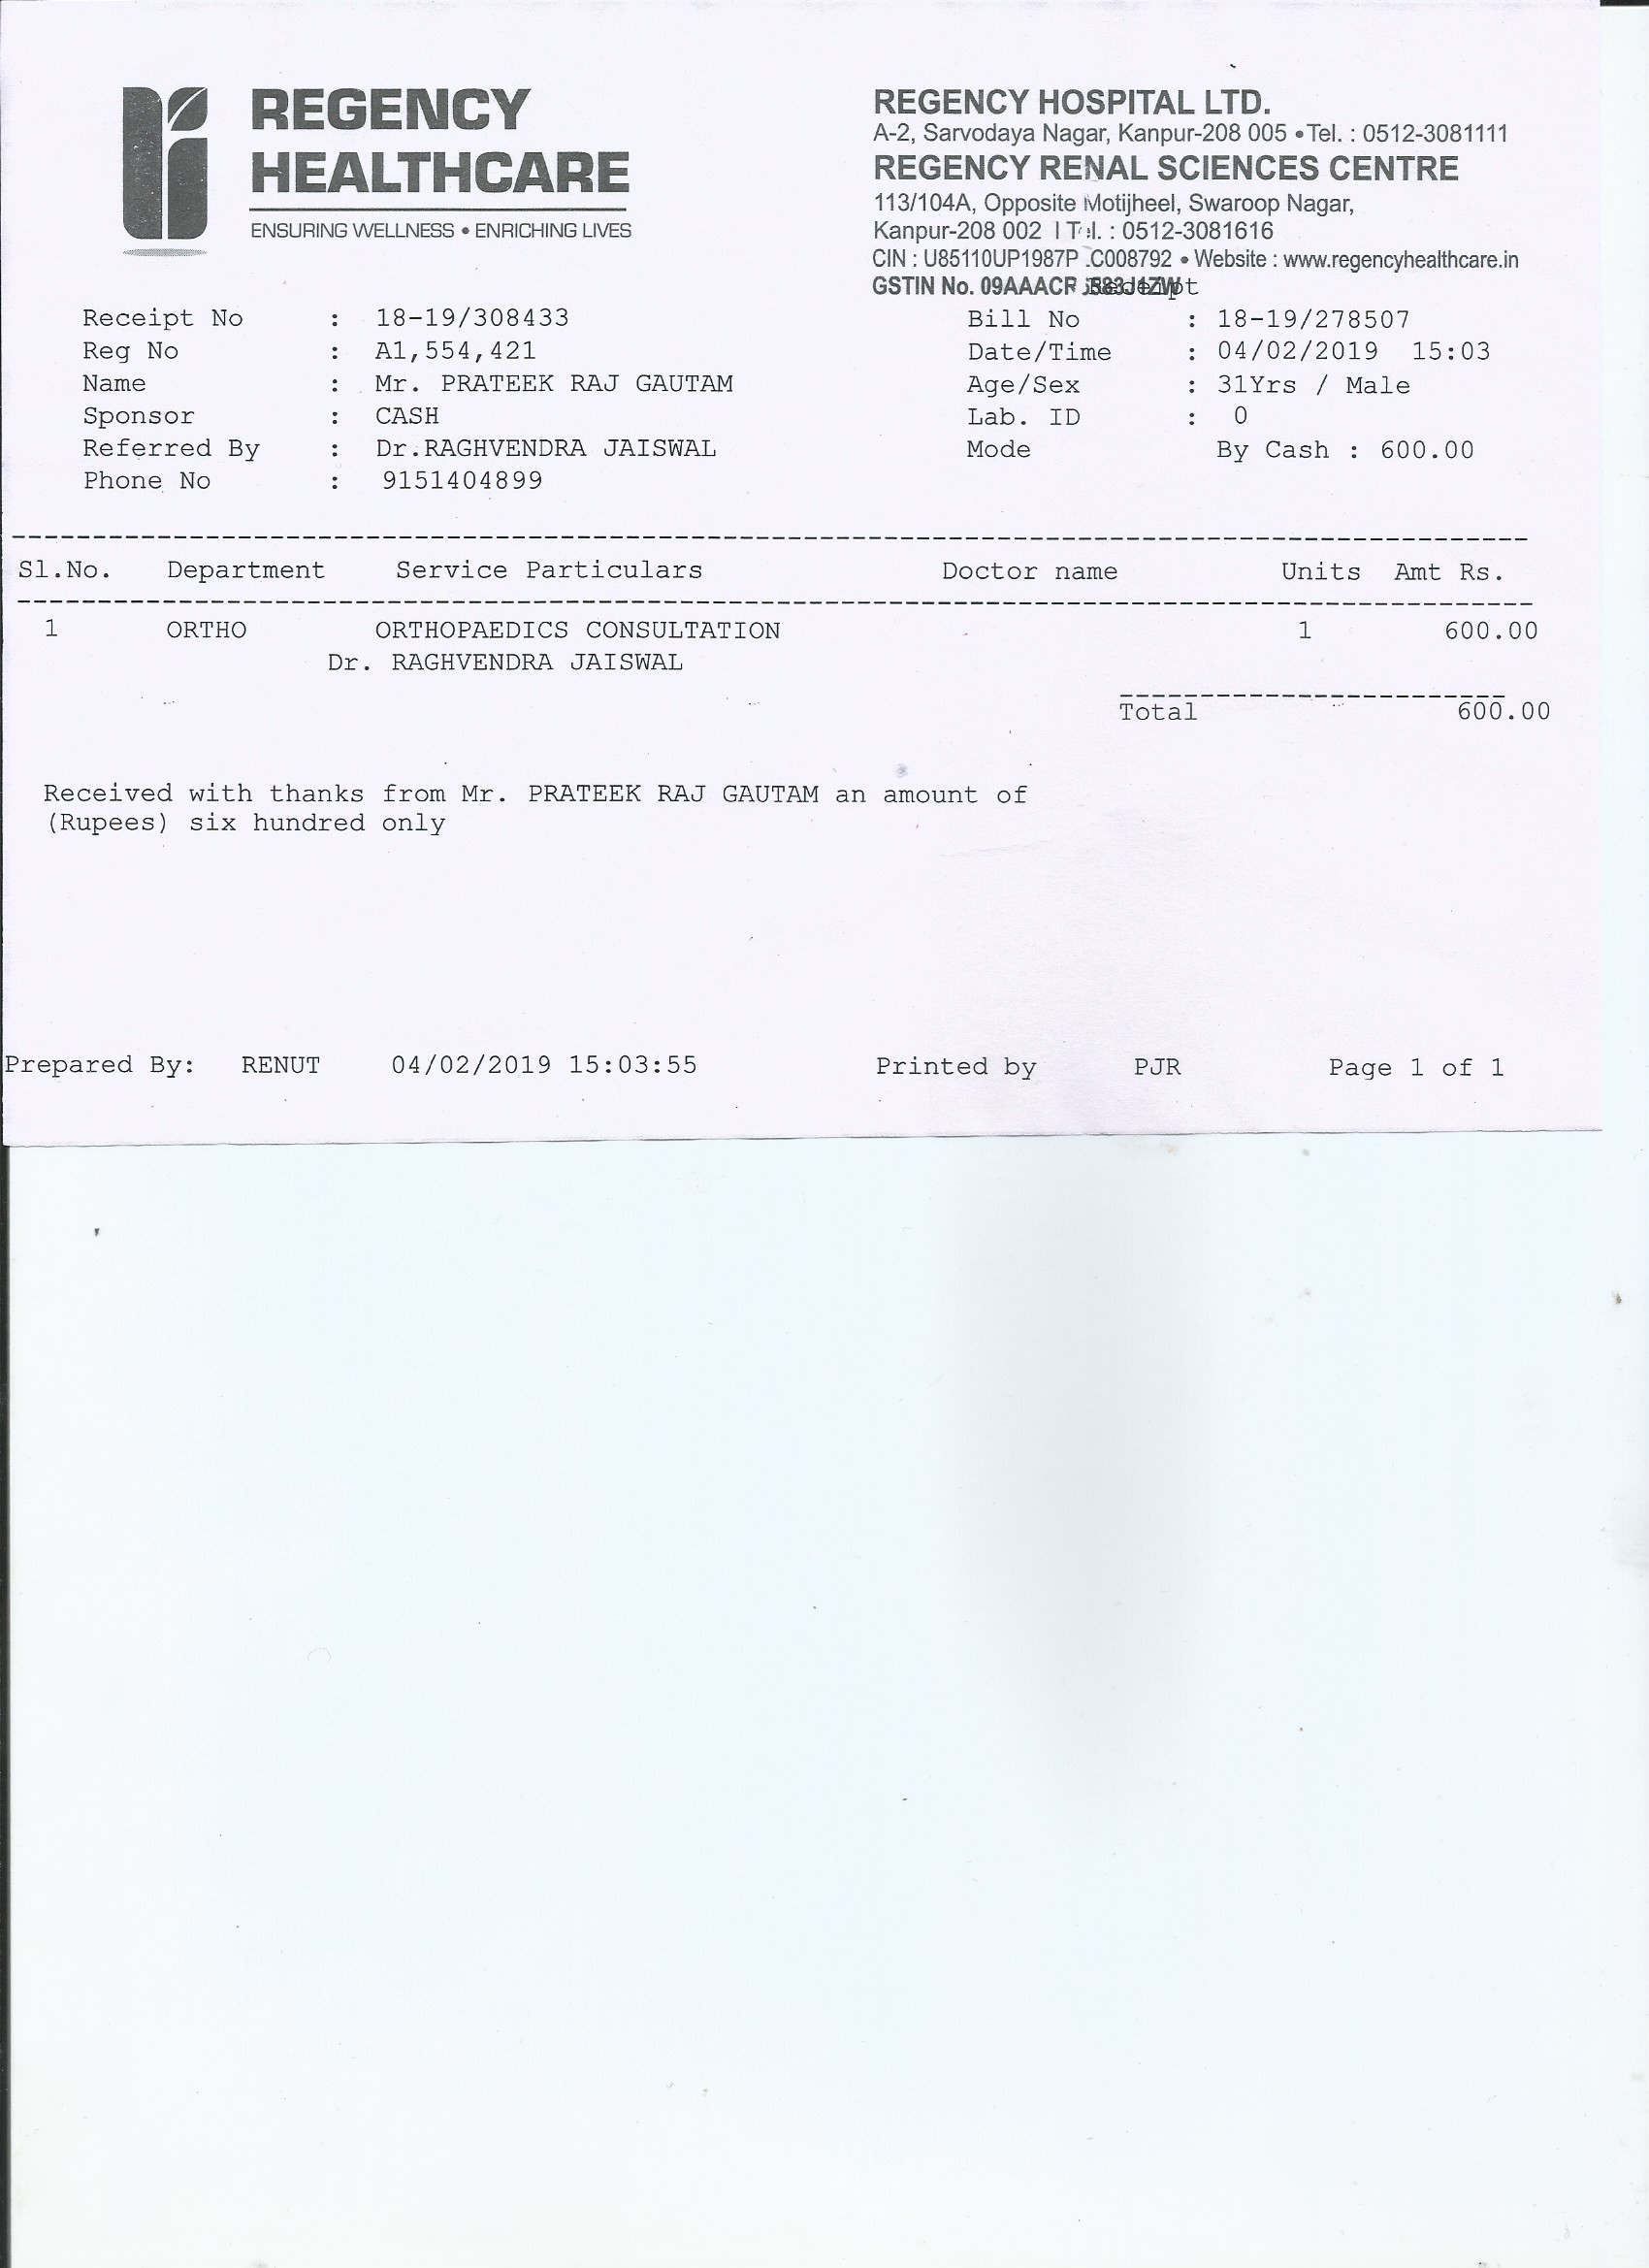 REGENCY
HEALTHCARE
ENSURING WELLNESS • ENRICHING LIVES
REGENCY HOSPITAL LTD.
A-2, Sarvodaya Nagar, Kanpur-208 005 • Tel. : 0512-3081111
REGENCY RENAL SCIENCES CENTRE
113/104A, Opposite Motijheel, Swaroop Nagar,
Kanpur-208 002 I Tel. : 0512-3081616
CIN : • Website : www.regencyhealthcare.in
GSTIN No. Receipt
Receipt No : 18-19/308433 Bill No : 18-19/278507
Reg No : A1,554,421 Date/Time : 04/02/2019 15:03
Name : Mr. PRATEEK RAJ GAUTAM Age/Sex : 31Yrs / Male
Sponsor : CASH Lab. ID : 0
Referred By : Dr.RAGHVENDRA JAISWAL Mode By Cash : 600.00
Phone No : 9151404899
Sl.No. Department Service Particulars Doctor name Units Amt Rs.
1 ORTHO ORTHOPAEDICS CONSULTATION 1 600.00
Dr. RAGHVENDRA JAISWAL
Total 600.00
Received with thanks from Mr. PRATEEK RAJ GAUTAM an amount of
(Rupees) six hundred only
Prepared By: RENUT 04/02/2019 15:03:55 Printed by PJR Page 1 of 1